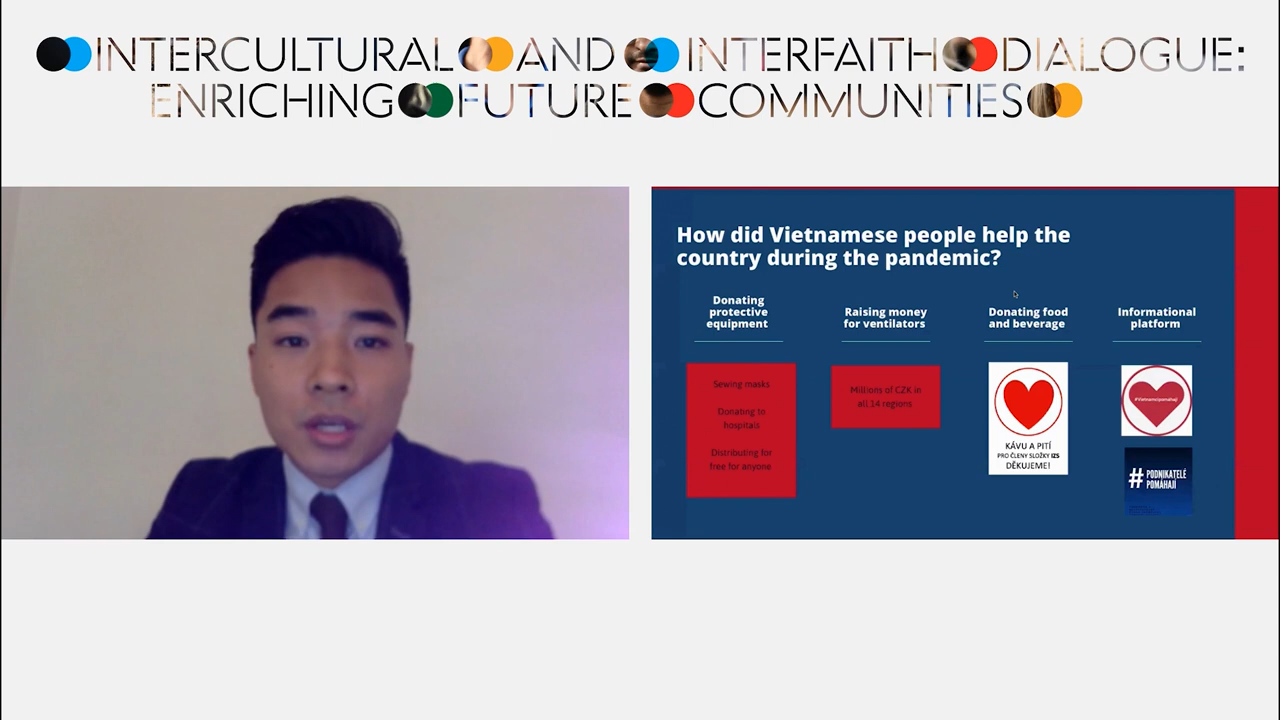 INTERCULTURAL AND INTERFAITH DIALOGUE:
ENRICHING FUTURE COMMUNITIES
How did Vietnamese people help the
country during the pandemic?
Donating
protective
equipment
Raising money
for ventilators
Donating food
and beverage
Informational
platform
Sewing masks
Donating to
hospitals
Distributing for
free for anyone
Millions of CZK in
all 14 regions
KÁVU A PITÍ
PRO ČLENY SLOŽKY IZS
DĚKUJEME!
#Vietnamcipomahaji
# PODNIKATELÉ
POMÁHAJÍ